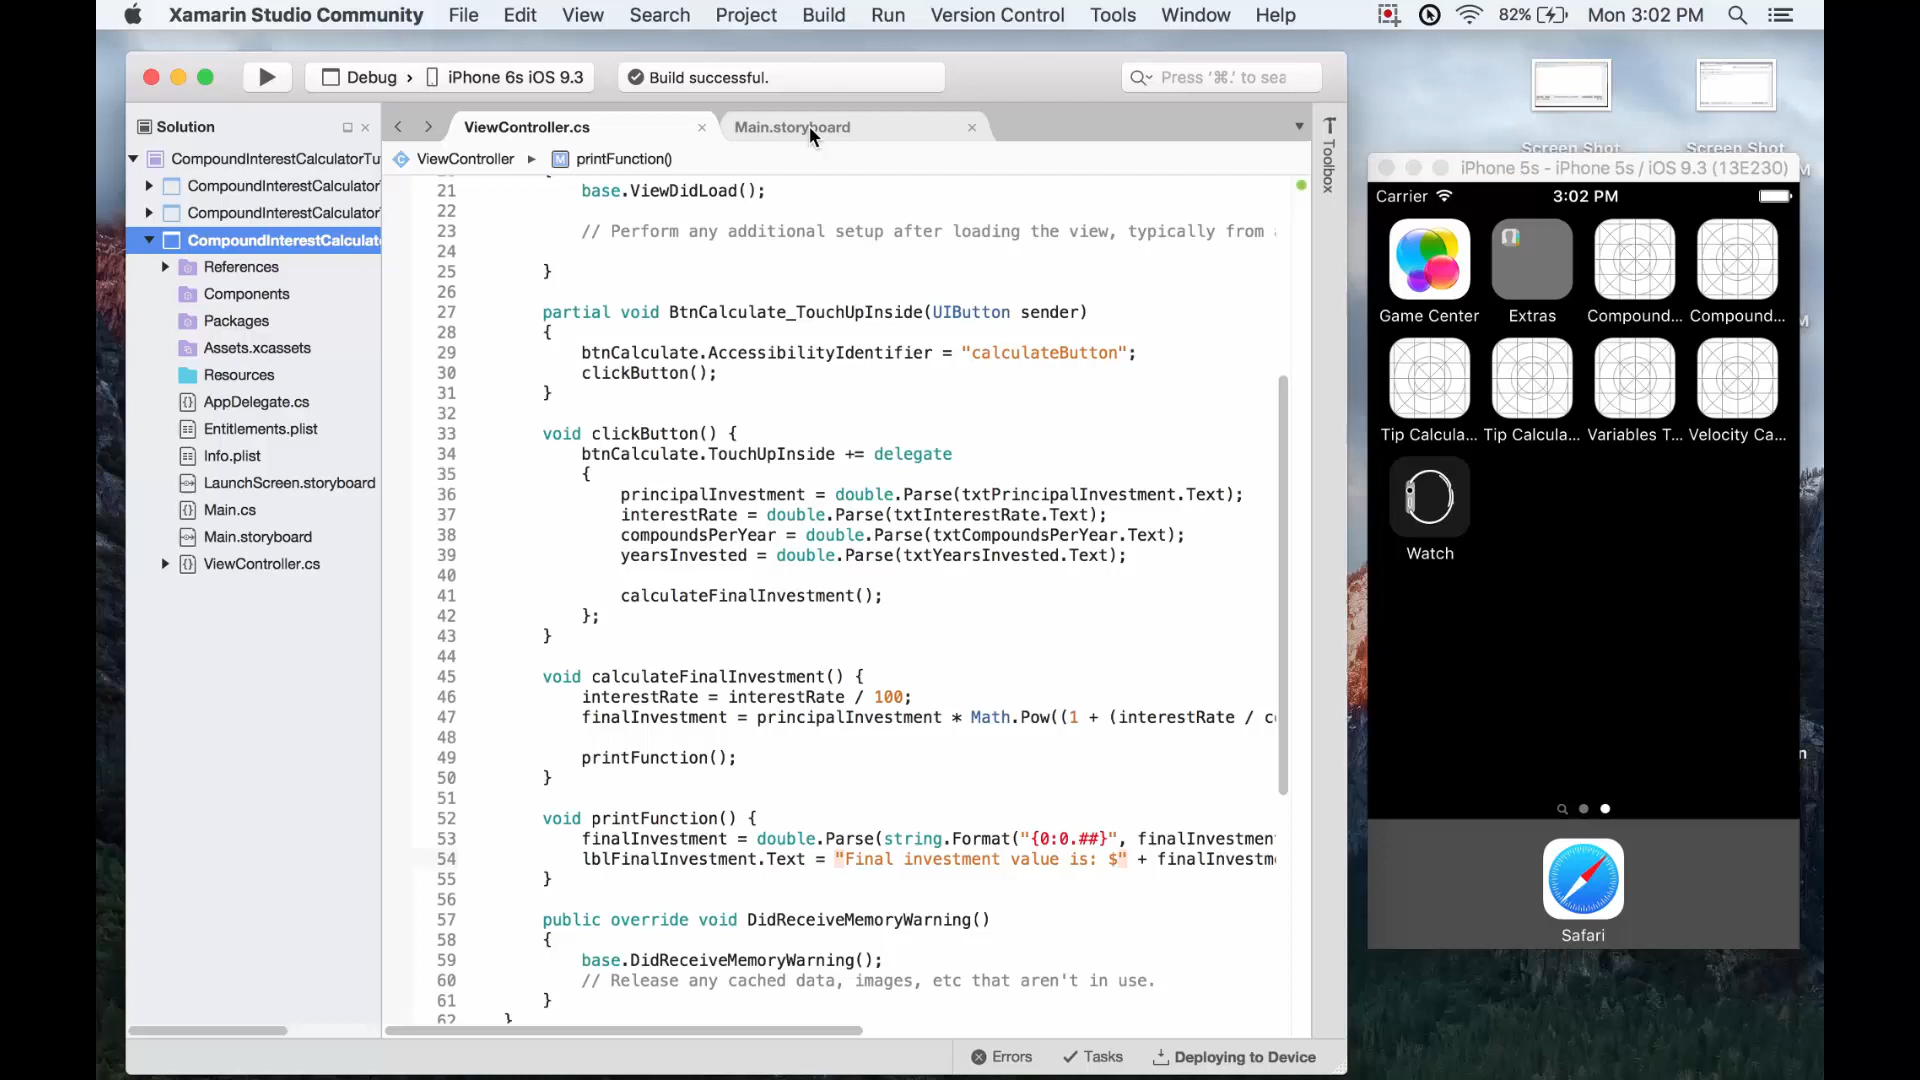 Xamarin Studio Community File Edit View Search Project Build Run Version Control Tools Window Help 82% Mon 3:02 PM
Debug iPhone 6s iOS 9.3 Build successful. Press '⌘.' to sea
Solution
CompoundInterestCalculatorTu
CompoundInterestCalculator
CompoundInterestCalculator
CompoundInterestCalculat
References
Components
Packages
Assets.xcassets
Resources
AppDelegate.cs
Entitlements.plist
Info.plist
LaunchScreen.storyboard
Main.cs
Main.storyboard
ViewController.cs
ViewController.cs Main.storyboard
ViewController printFunction()
21 base.ViewDidLoad();
22
23 // Perform any additional setup after loading the view, typically from a
24
25 }
26
27 partial void BtnCalculate_TouchUpInside(UIButton sender)
28 {
29 btnCalculate.AccessibilityIdentifier = "calculateButton";
30 clickButton();
31 }
32
33 void clickButton() {
34 btnCalculate.TouchUpInside += delegate
35 {
36 principalInvestment = double.Parse(txtPrincipalInvestment.Text);
37 interestRate = double.Parse(txtInterestRate.Text);
38 compoundsPerYear = double.Parse(txtCompoundsPerYear.Text);
39 yearsInvested = double.Parse(txtYearsInvested.Text);
40
41 calculateFinalInvestment();
42 };
43 }
44
45 void calculateFinalInvestment() {
46 interestRate = interestRate / 100;
47 finalInvestment = principalInvestment * Math.Pow((1 + (interestRate / co
48
49 printFunction();
50 }
51
52 void printFunction() {
53 finalInvestment = double.Parse(string.Format("{0:0.##}", finalInvestment
54 lblFinalInvestment.Text = "Final investment value is: $" + finalInvestme
55 }
56
57 public override void DidReceiveMemoryWarning()
58 {
59 base.DidReceiveMemoryWarning();
60 // Release any cached data, images, etc that aren't in use.
61 }
62 }
Toolbox
Errors Tasks Deploying to Device
Screen Shot Screen Shot
iPhone 5s - iPhone 5s / iOS 9.3 (13E230)
Carrier 3:02 PM
Game Center Extras Compound... Compound...
Tip Calcula... Tip Calcula... Variables T... Velocity Ca...
Watch
Safari